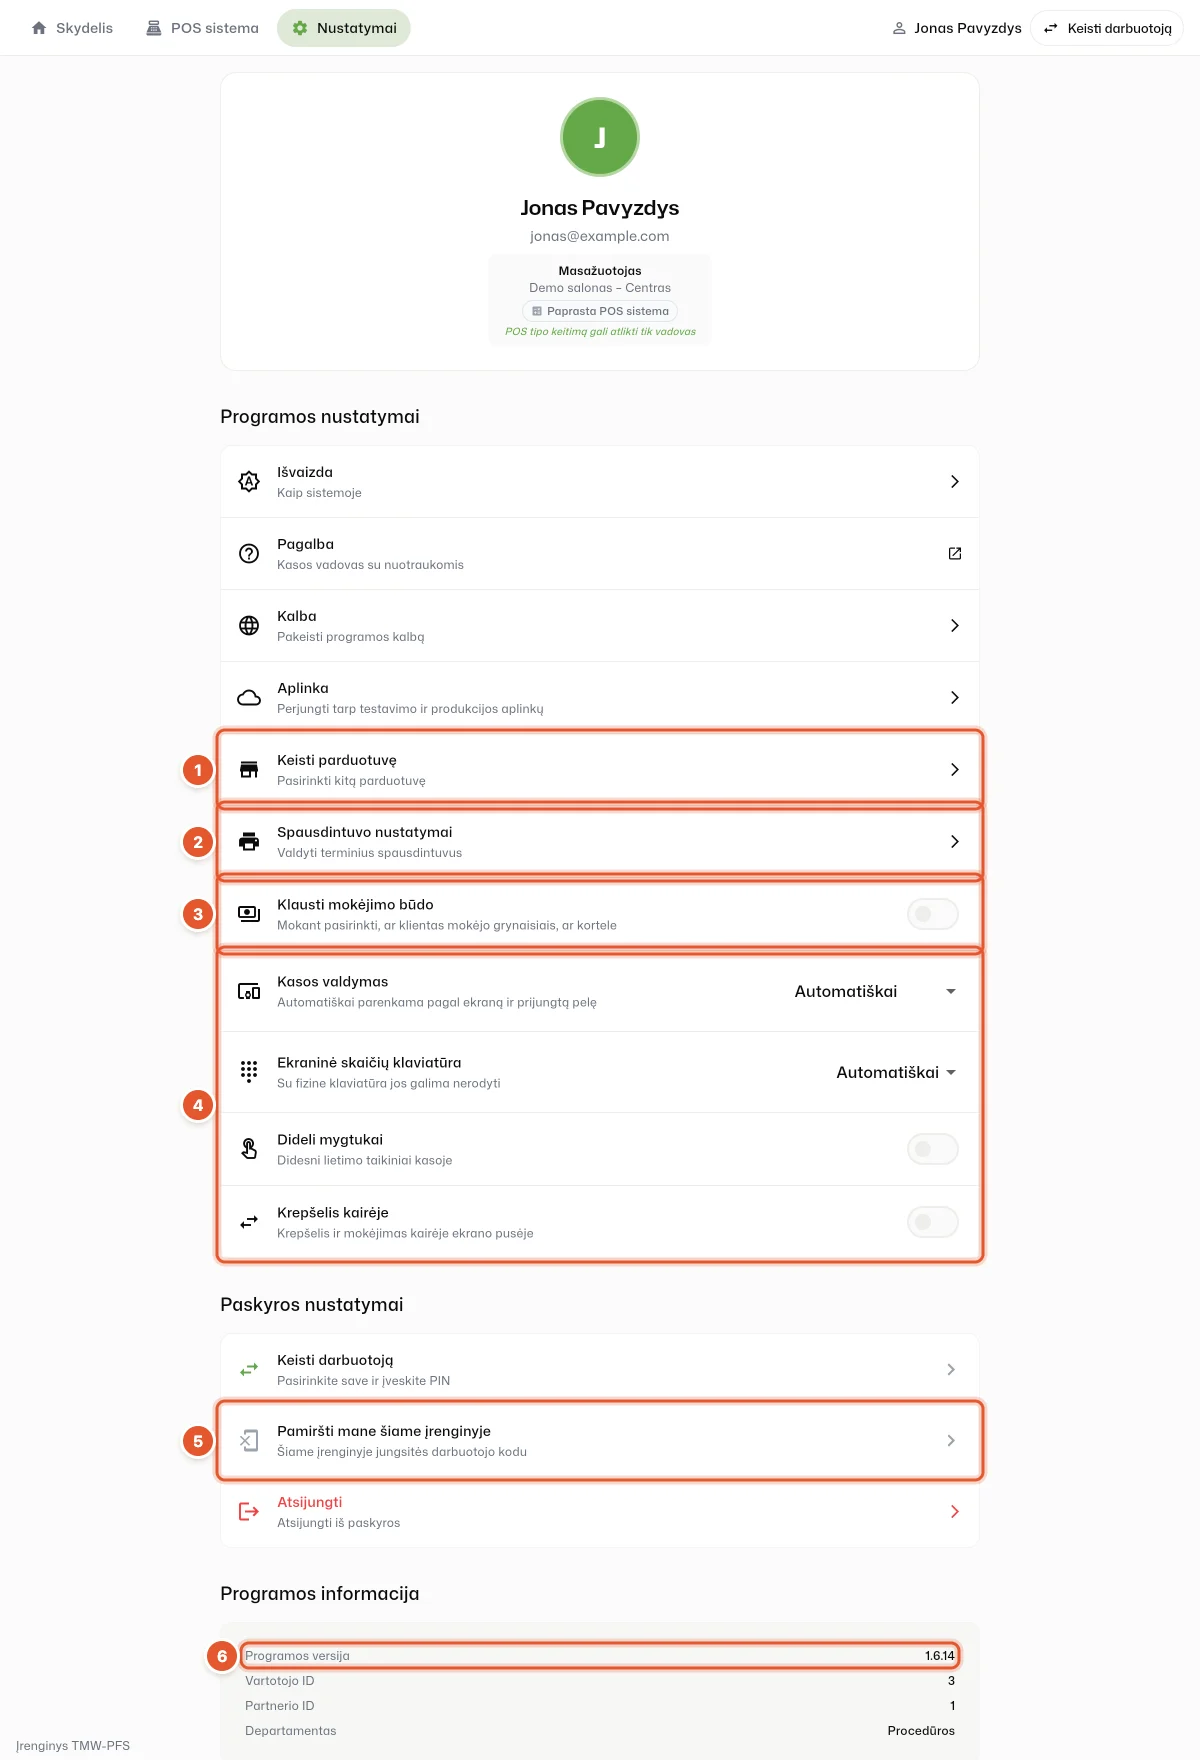 Skydelis
POS sistema
Nustatymai
Jonas Pavyzdys
Keisti darbuotoją
J
Jonas Pavyzdys
jonas@example.com
Masažuotojas
Demo salonas – Centras
Paprasta POS sistema
POS tipo keitimą gali atlikti tik vadovas
Programos nustatymai
Išvaizda
Kaip sistemoje
Pagalba
Kasos vadovas su nuotraukomis
Kalba
Pakeisti programos kalbą
Aplinka
Perjungti tarp testavimo ir produkcijos aplinkų
1
Keisti parduotuvę
Pasirinkti kitą parduotuvę
2
Spausdintuvo nustatymai
Valdyti terminius spausdintuvus
3
Klausti mokėjimo būdo
Mokant pasirinkti, ar klientas mokėjo grynaisiais, ar kortele
4
Kasos valdymas
Automatiškai parenkama pagal ekraną ir prijungtą pelę
Automatiškai
Ekraninė skaičių klaviatūra
Su fizine klaviatūra jos galima nerodyti
Automatiškai
Dideli mygtukai
Didesni lietimo taikiniai kasoje
Krepšelis kairėje
Krepšelis ir mokėjimas kairėje ekrano pusėje
Paskyros nustatymai
Keisti darbuotoją
Pasirinkite save ir įveskite PIN
5
Pamiršti mane šiame įrenginyje
Šiame įrenginyje jungsitės darbuotojo kodu
Atsijungti
Atsijungti iš paskyros
Programos informacija
6
Programos versija 1.6.14
Vartotojo ID 3
Partnerio ID 1
Departamentas Procedūros
Įrenginys TMW-PFS